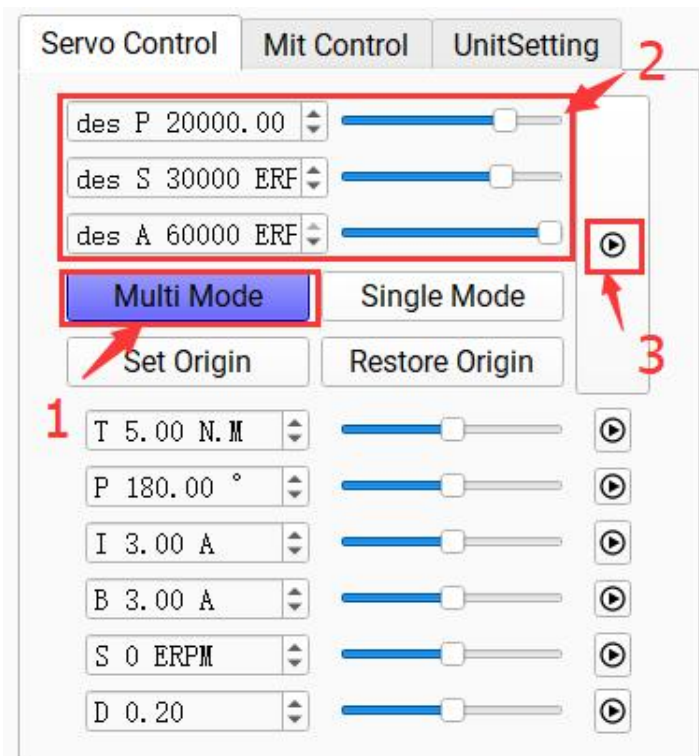 Servo Control Mit Control UnitSetting
2
des P 20000.00
des S 30000 ERF
des A 60000 ERF
Multi Mode Single Mode
3
Set Origin Restore Origin
1
T 5.00 N.M
P 180.00 °
I 3.00 A
B 3.00 A
S 0 ERPM
D 0.20